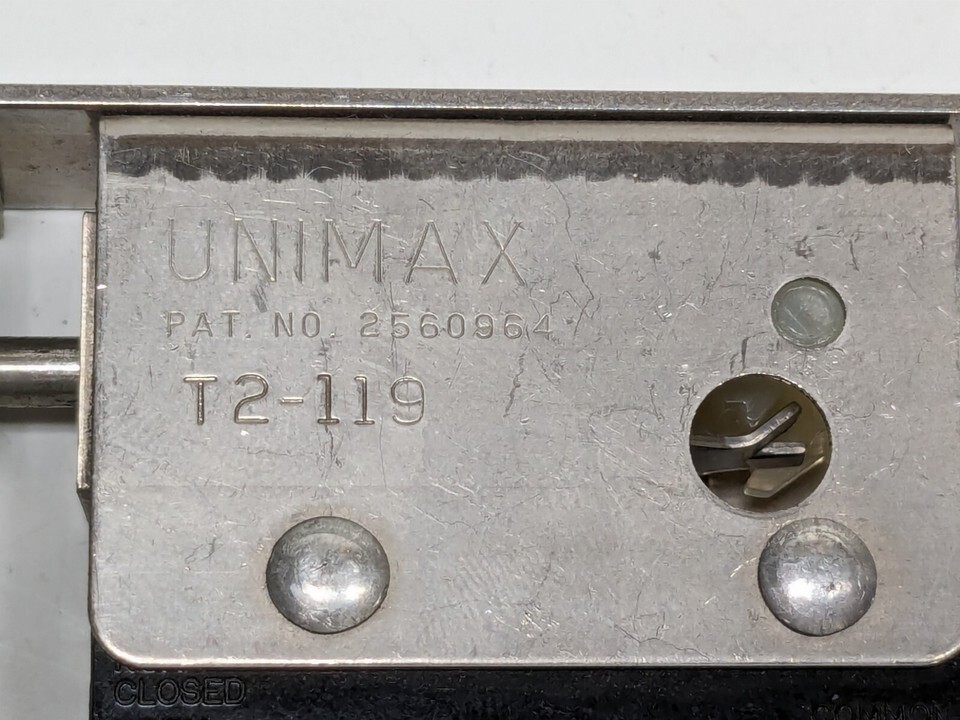 UNIMAX
PAT. NO. 2560964
T2-119
CLOSED